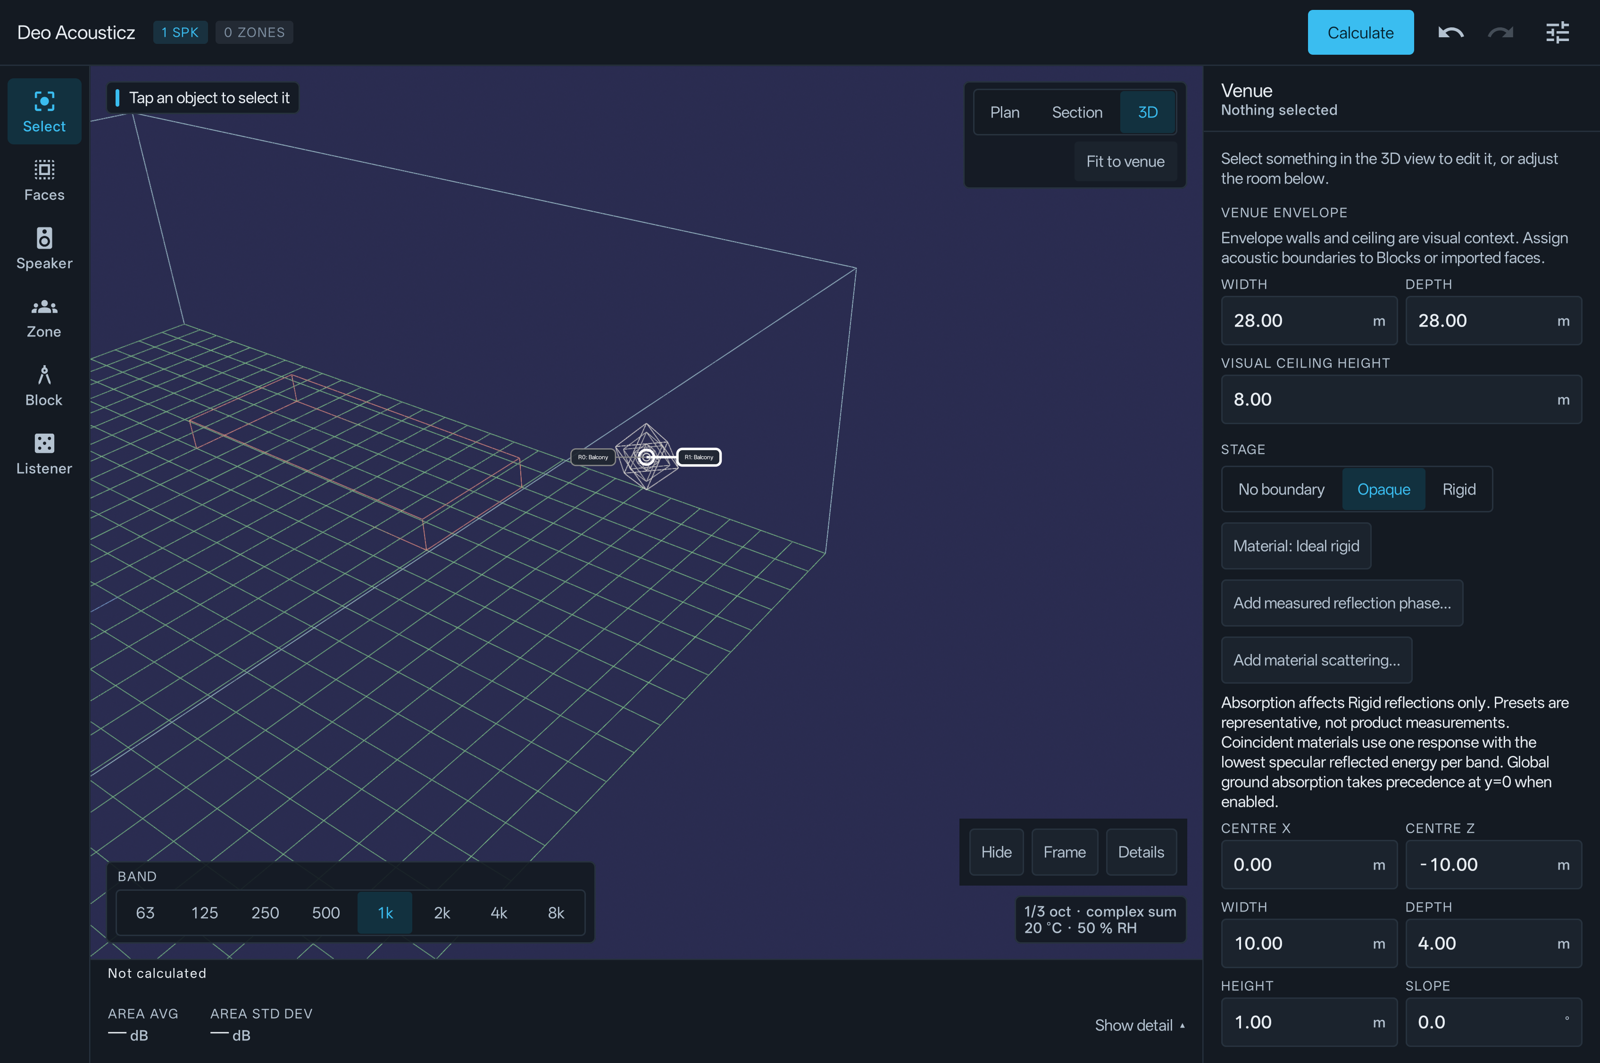 Deo Acousticz
1 SPK
0 ZONES
Calculate
Select
Faces
Speaker
Zone
Block
Listener
Tap an object to select it
Plan
Section
3D
Fit to venue
R0: Balcony
R1: Balcony
Hide
Frame
Details
BAND
63
125
250
500
1k
2k
4k
8k
1/3 oct · complex sum
20 °C · 50 % RH
Not calculated
AREA AVG
— dB
AREA STD DEV
— dB
Show detail ▴
Venue
Nothing selected
Select something in the 3D view to edit it, or adjust
the room below.
VENUE ENVELOPE
Envelope walls and ceiling are visual context. Assign
acoustic boundaries to Blocks or imported faces.
WIDTH
28.00 m
DEPTH
28.00 m
VISUAL CEILING HEIGHT
8.00 m
STAGE
No boundary
Opaque
Rigid
Material: Ideal rigid
Add measured reflection phase...
Add material scattering...
Absorption affects Rigid reflections only. Presets are
representative, not product measurements.
Coincident materials use one response with the
lowest specular reflected energy per band. Global
ground absorption takes precedence at y=0 when
enabled.
CENTRE X
0.00 m
CENTRE Z
-10.00 m
WIDTH
10.00 m
DEPTH
4.00 m
HEIGHT
1.00 m
SLOPE
0.0 °